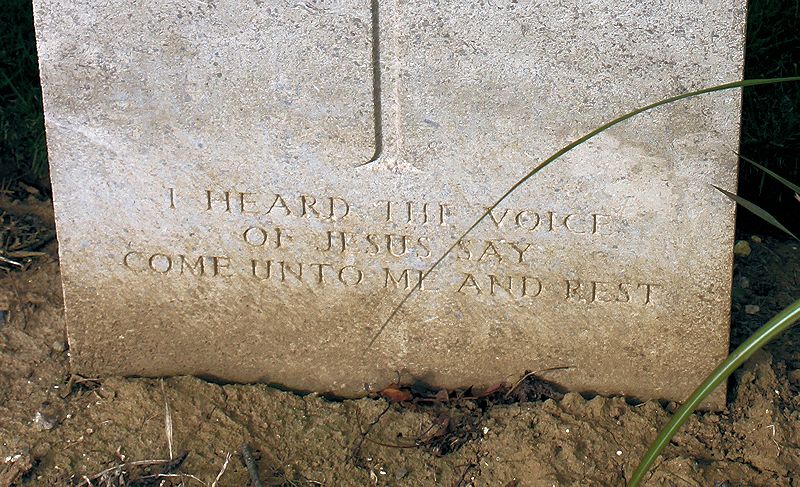 I HEARD THE VOICE
OF JESUS SAY
COME UNTO ME AND REST